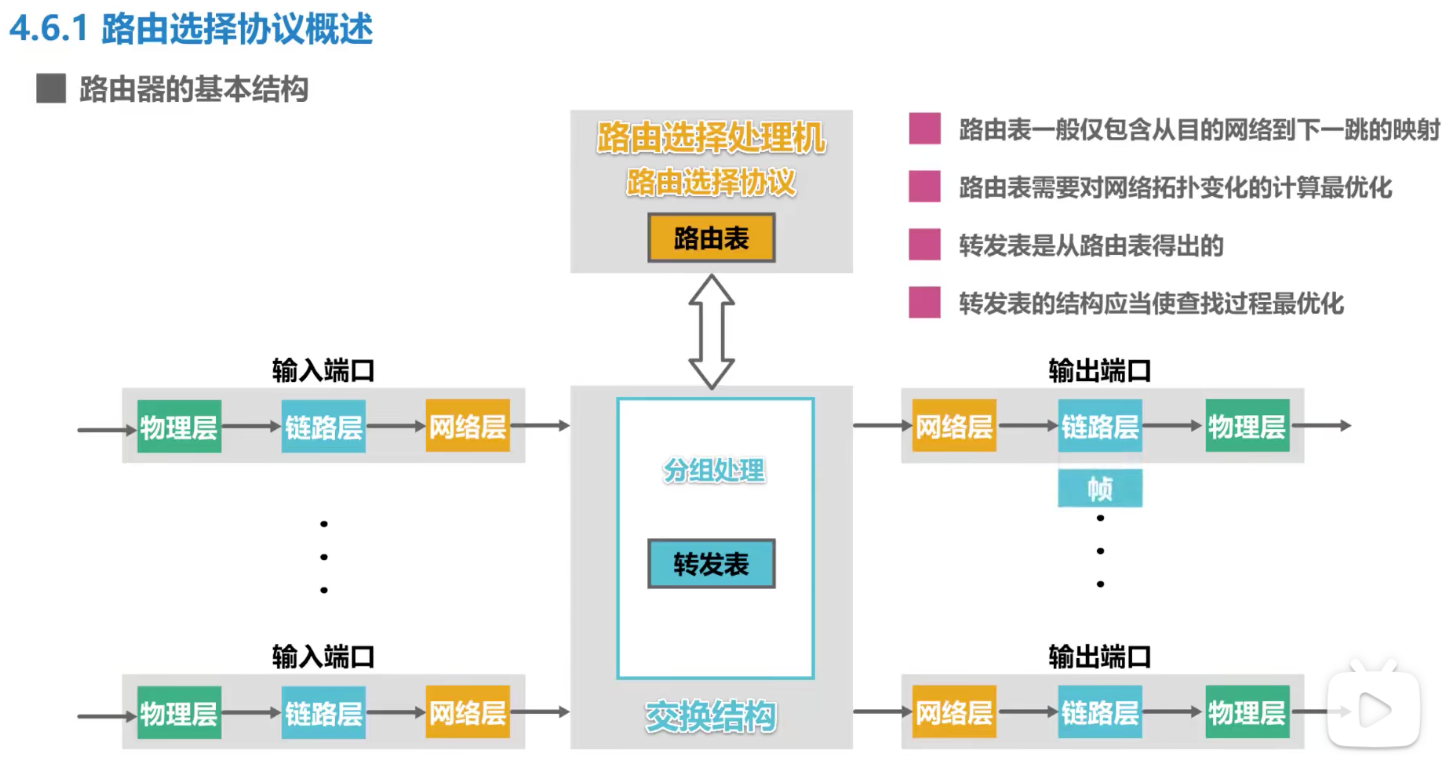 4.6.1 路由选择协议概述
路由器的基本结构
路由选择处理机
路由选择协议
路由表
路由表一般仅包含从目的网络到下一跳的映射
路由表需要对网络拓扑变化的计算最优化
转发表是从路由表得出的
转发表的结构应当使查找过程最优化
输入端口
物理层
链路层
网络层
分组处理
转发表
交换结构
输出端口
网络层
链路层
物理层
帧
输入端口
物理层
链路层
网络层
输出端口
网络层
链路层
物理层